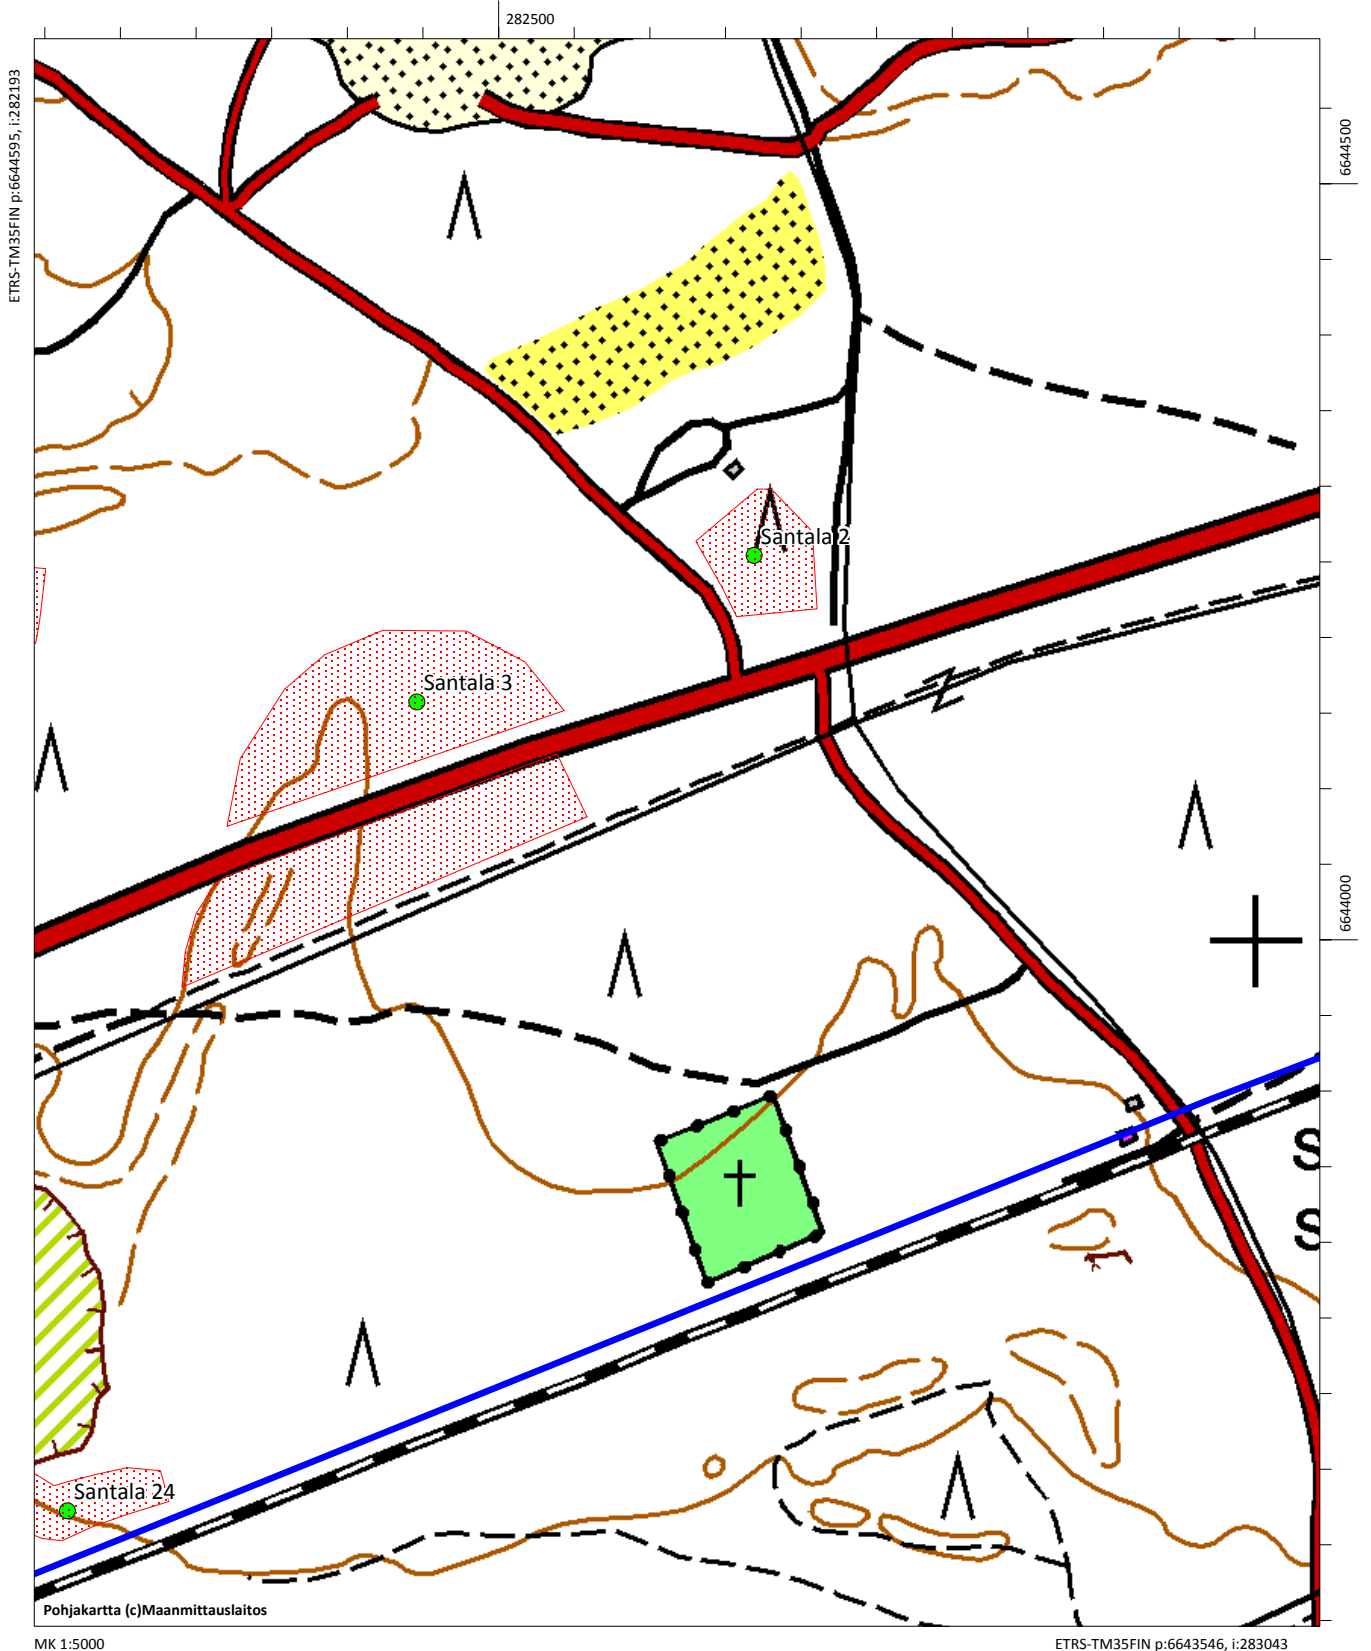 282500
ETRS-TM35FIN p:6644595, i:282193
6644500
Santala 2
Santala 3
6644000
Santala 24
Pohjakartta (c)Maanmittauslaitos
MK 1:5000
ETRS-TM35FIN p:6643546, i:283043